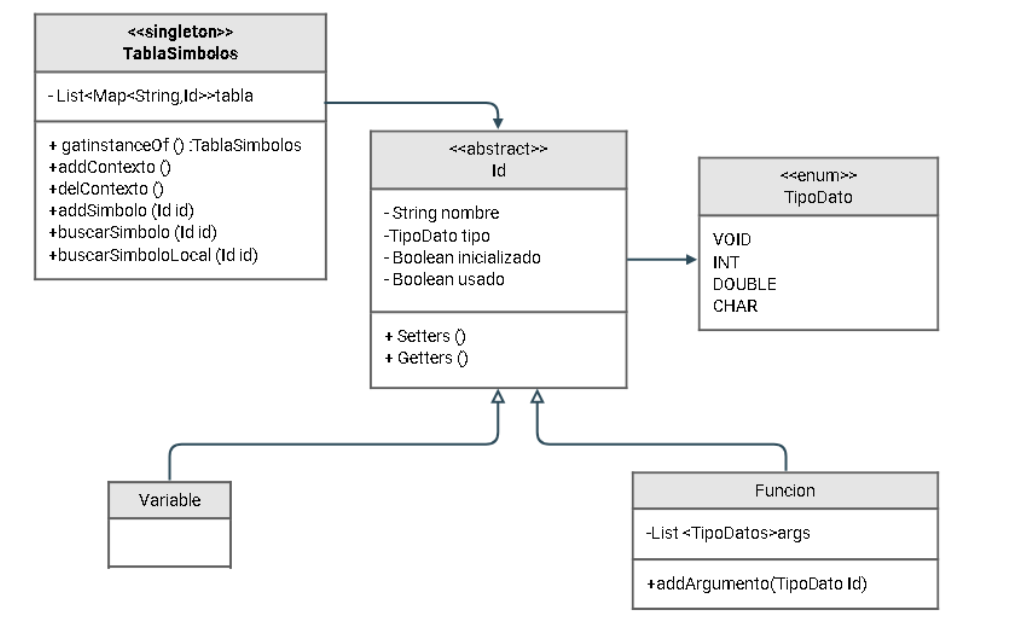 <<singleton>>
TablaSimbolos
- List<Map<String,Id>>tabla
+ gatinstanceOf () :TablaSimbolos
+addContexto ()
+delContexto ()
+addSimbolo (Id id)
+buscarSimbolo (Id id)
+buscarSimboloLocal (Id id)
<<abstract>>
Id
- String nombre
-TipoDato tipo
- Boolean inicializado
- Boolean usado
+ Setters ()
+ Getters ()
<<enum>>
TipoDato
VOID
INT
DOUBLE
CHAR
Variable
Funcion
-List <TipoDatos>args
+addArgumento(TipoDato Id)